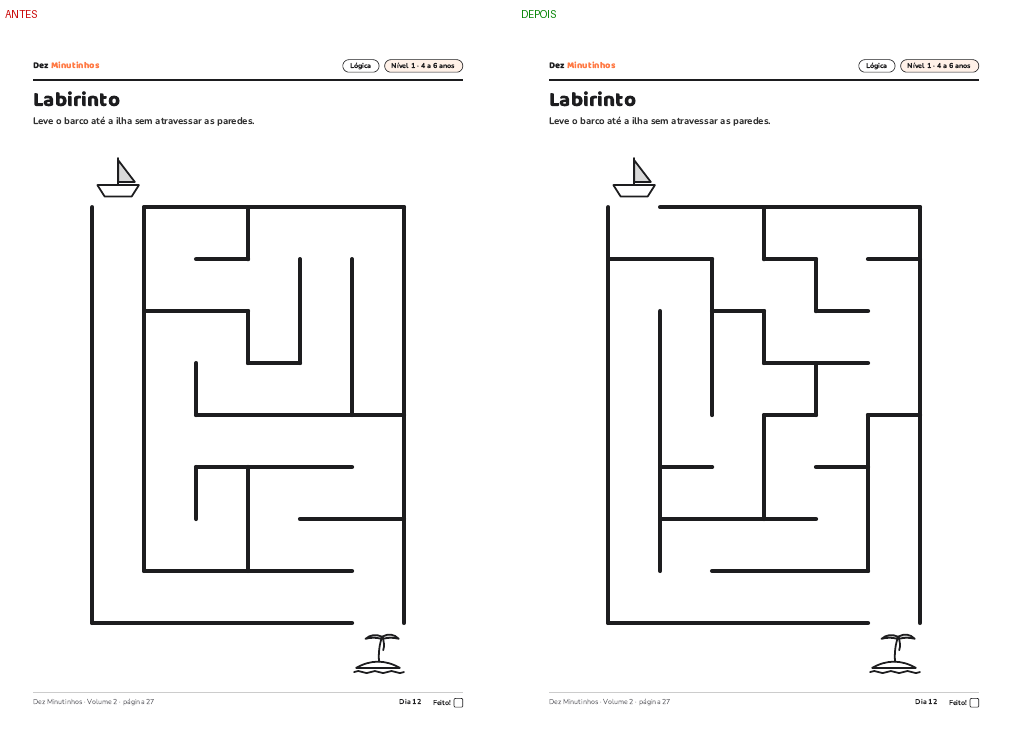 ANTES
Dez Minutinhos
Lógica
Nível 1 · 4 a 6 anos
Labirinto
Leve o barco até a ilha sem atravessar as paredes.
Dez Minutinhos · Volume 2 · página 27
Dia 12
Feito!
DEPOIS
Dez Minutinhos
Lógica
Nível 1 · 4 a 6 anos
Labirinto
Leve o barco até a ilha sem atravessar as paredes.
Dez Minutinhos · Volume 2 · página 27
Dia 12
Feito!